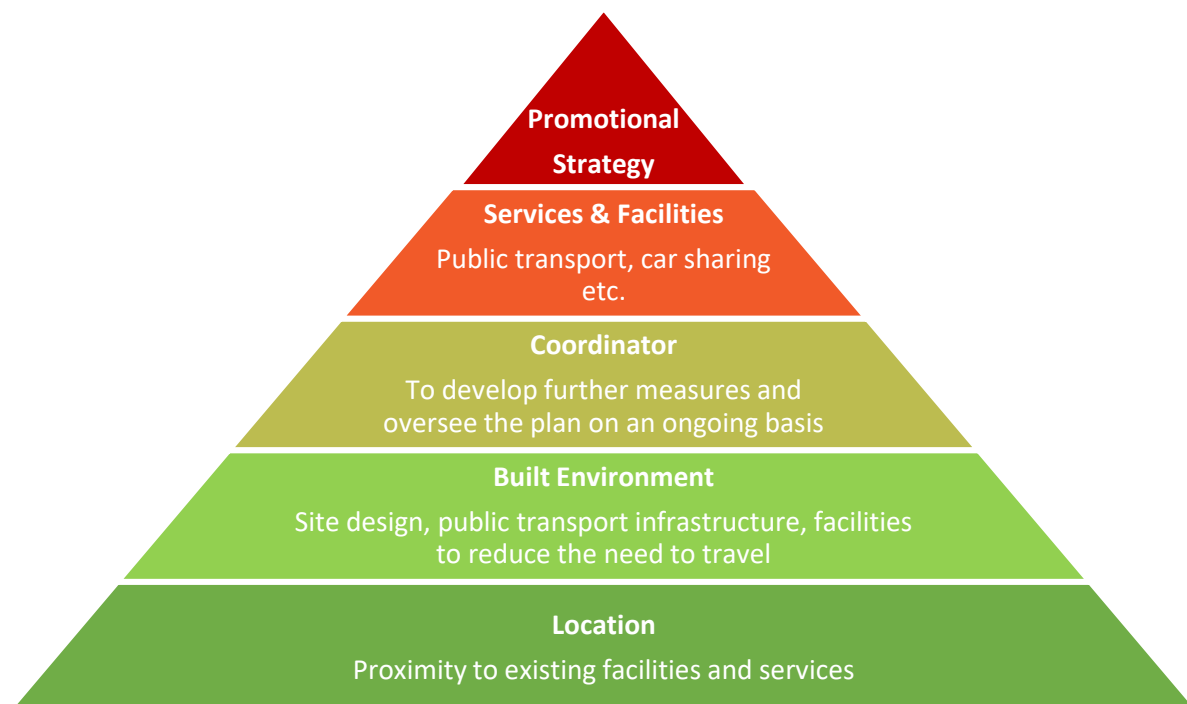 Promotional
Strategy
Services & Facilities
Public transport, car sharing
etc.
Coordinator
To develop further measures and
oversee the plan on an ongoing basis
Built Environment
Site design, public transport infrastructure, facilities
to reduce the need to travel
Location
Proximity to existing facilities and services